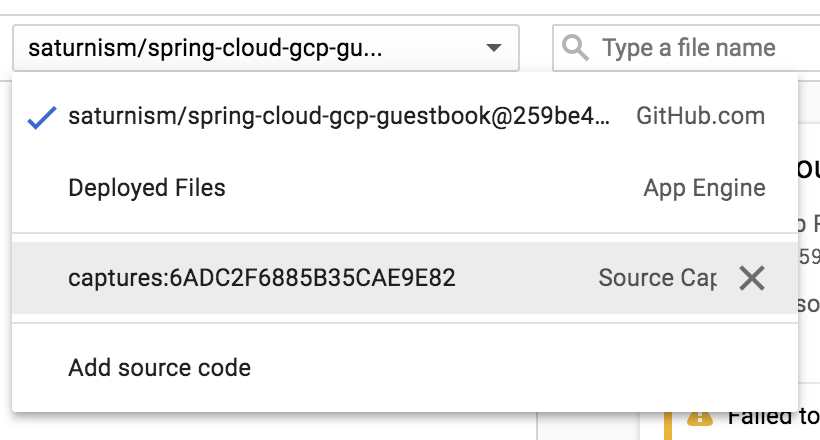 saturnism/spring-cloud-gcp-gu...
Type a file name
saturnism/spring-cloud-gcp-guestbook@259be4... GitHub.com
Deployed Files App Engine
captures:6ADC2F6885B35CAE9E82 Source Cap
59
so
Add source code
Failed to